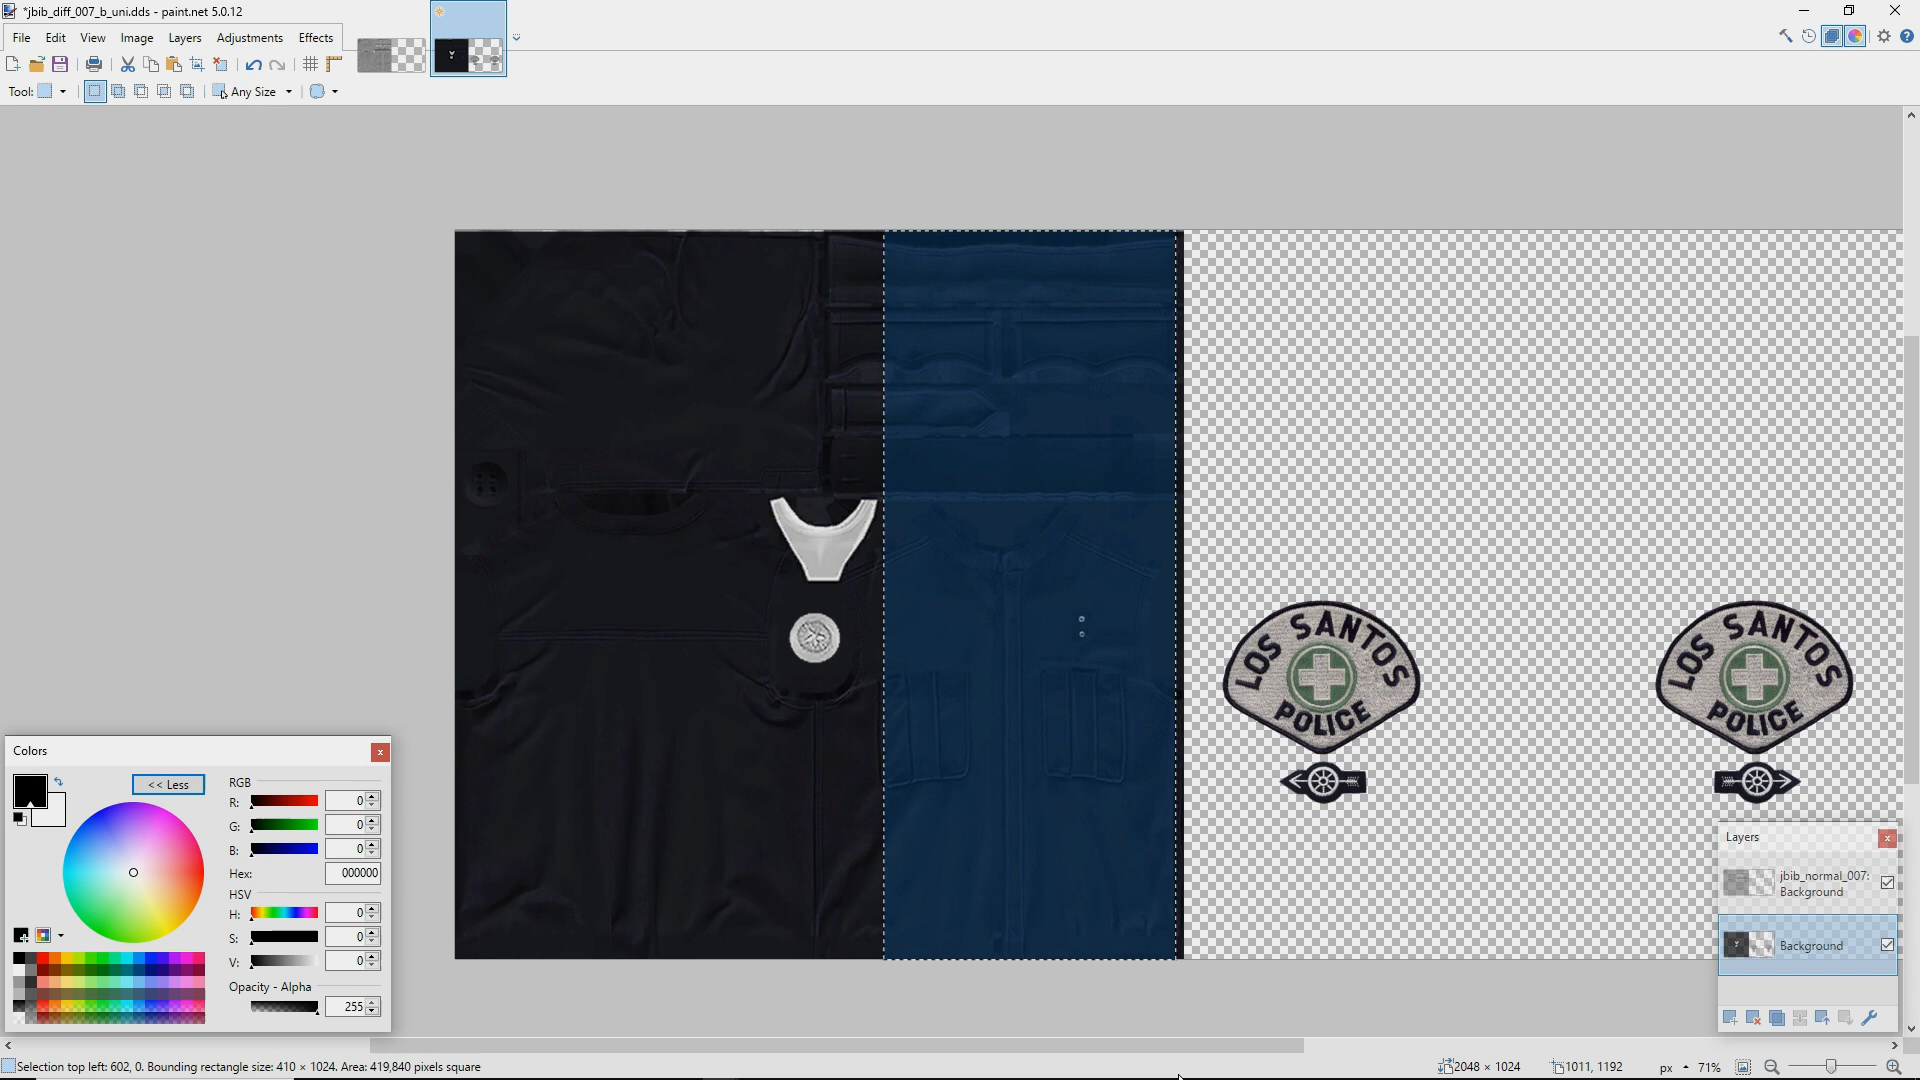 *jbib_diff_007_b_uni.dds - paint.net 5.0.12
File Edit View Image Layers Adjustments Effects
Tool: Any Size
LOS SANTOS
POLICE
LOS SANTOS
POLICE
Colors
x
<< Less
RGB
R: 0
G: 0
B: 0
Hex: 000000
HSV
H: 0
S: 0
V: 0
Opacity - Alpha
255
Layers
x
jbib_normal_007:
Background
Background
Selection top left: 602, 0. Bounding rectangle size: 410 × 1024. Area: 419,840 pixels square
2048 × 1024
1011, 1192
px
71%